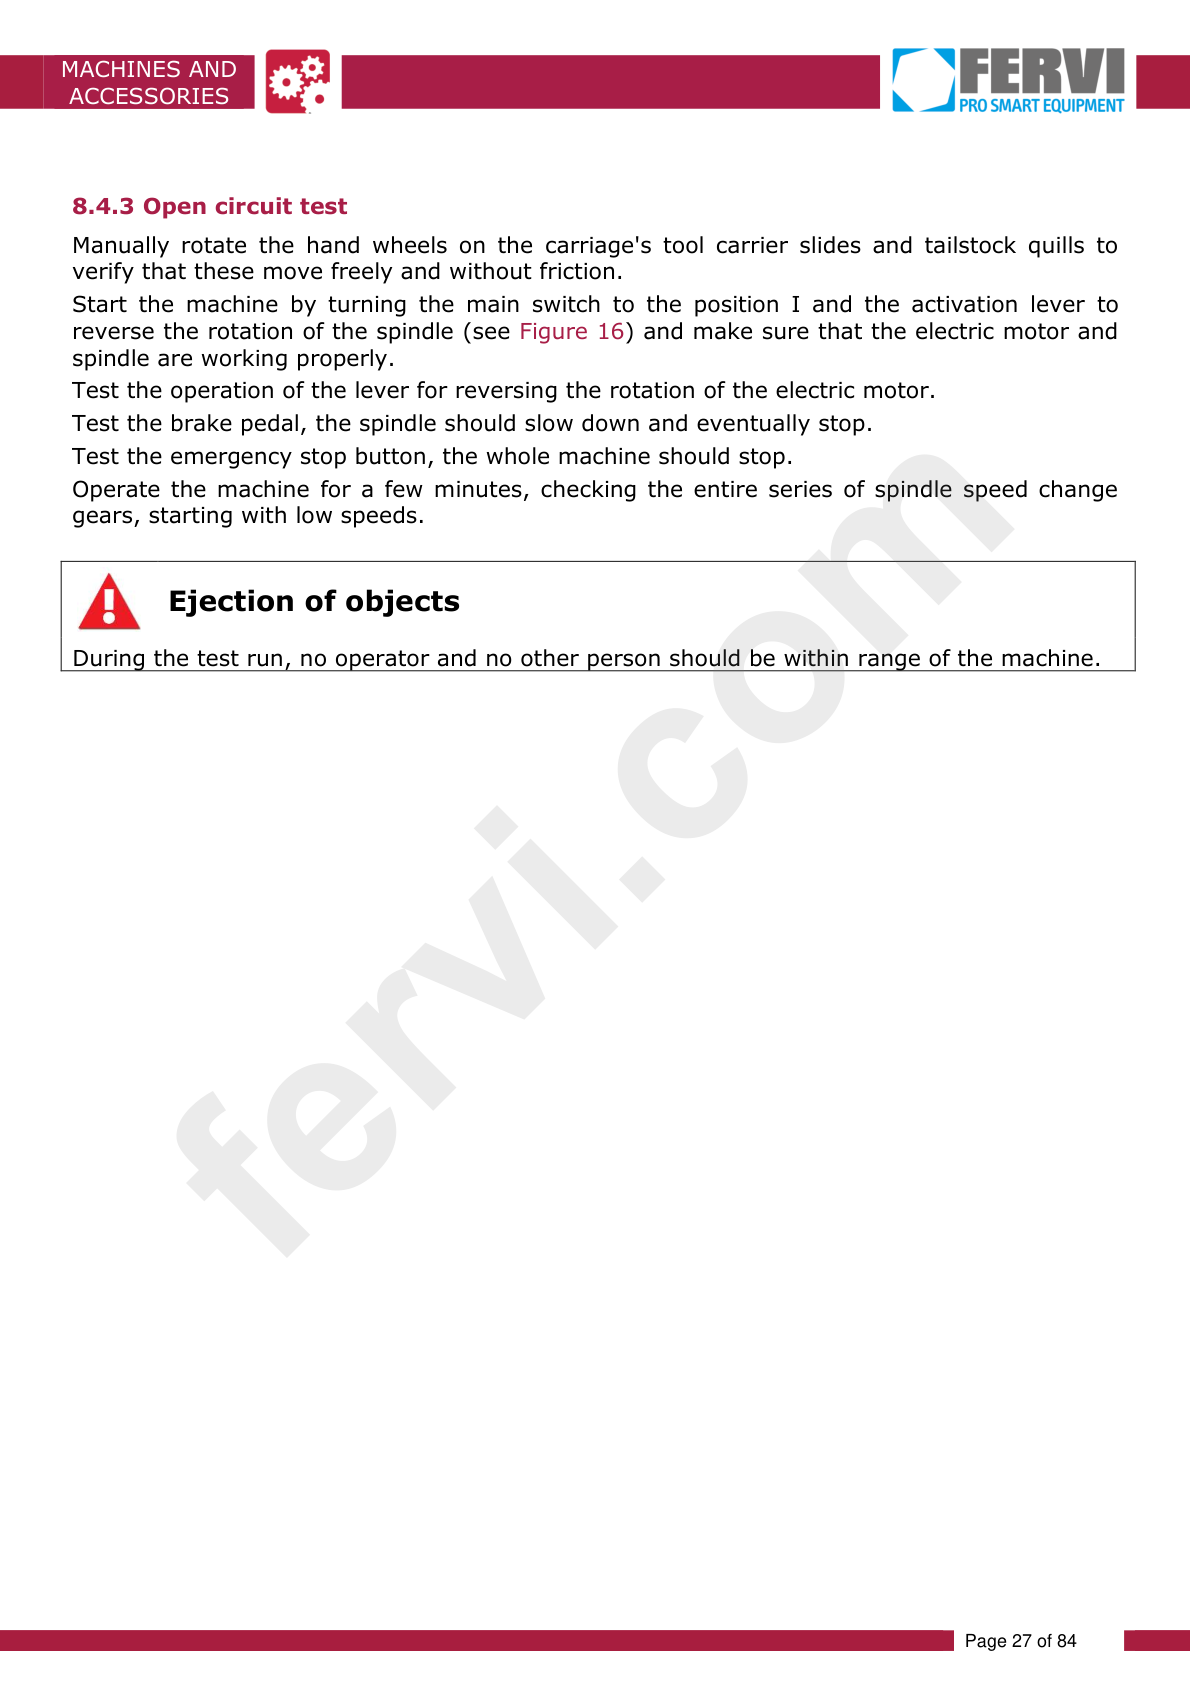 MACHINES AND
ACCESSORIES
FERVI
PRO SMART EQUIPMENT
8.4.3 Open circuit test
Manually rotate the hand wheels on the carriage's tool carrier slides and tailstock quills to
verify that these move freely and without friction.
Start the machine by turning the main switch to the position I and the activation lever to
reverse the rotation of the spindle (see Figure 16) and make sure that the electric motor and
spindle are working properly.
Test the operation of the lever for reversing the rotation of the electric motor.
Test the brake pedal, the spindle should slow down and eventually stop.
Test the emergency stop button, the whole machine should stop.
Operate the machine for a few minutes, checking the entire series of spindle speed change
gears, starting with low speeds.
Ejection of objects
During the test run, no operator and no other person should be within range of the machine.
fervi.com
Page 27 of 84